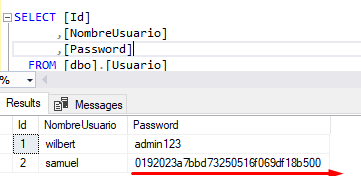 SELECT [Id]
,[NombreUsuario]
,[Password]
FROM [dbo].[Usuario]
%
Results Messages
Id NombreUsuario Password
1 wilbert admin123
2 samuel 0192023a7bbd73250516f069df18b500